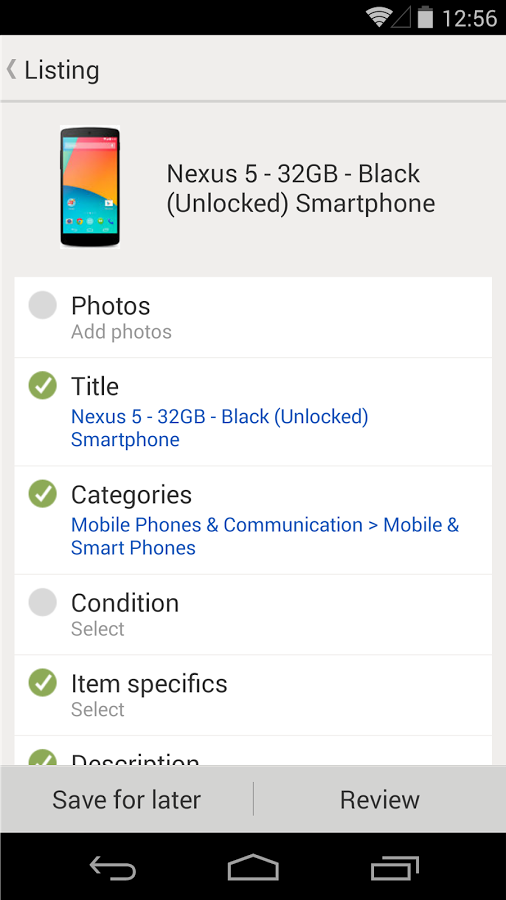 12:56
Listing
Nexus 5 - 32GB - Black
(Unlocked) Smartphone
Photos
Add photos
Title
Nexus 5 - 32GB - Black (Unlocked)
Smartphone
Categories
Mobile Phones & Communication > Mobile &
Smart Phones
Condition
Select
Item specifics
Select
Description
Save for later
Review